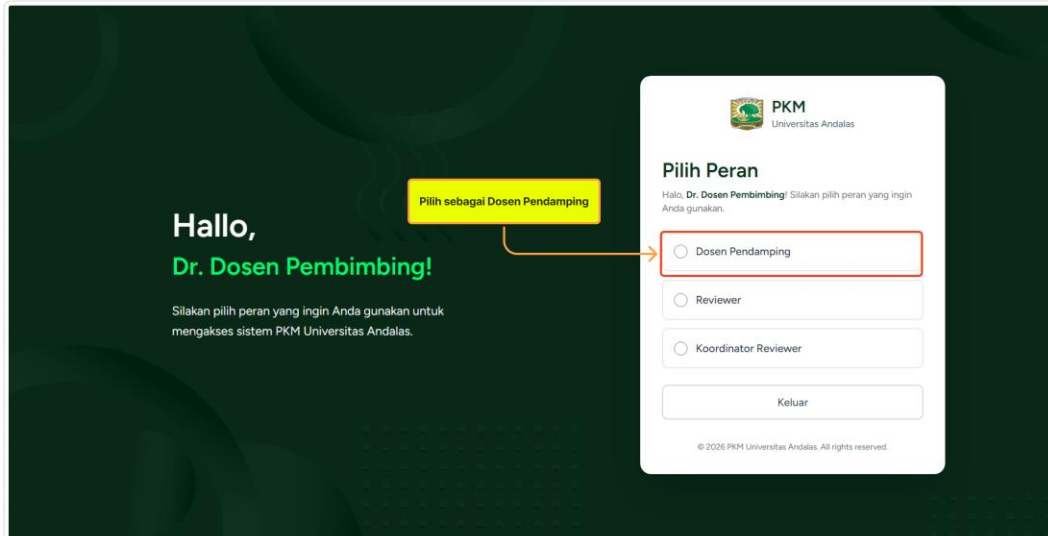 PKM
Universitas Andalas
Pilih Peran
Halo, Dr. Dosen Pembimbing! Silakan pilih peran yang ingin
Anda gunakan.
Pilih sebagai Dosen Pendamping
Hallo,
Dr. Dosen Pembimbing!
Silakan pilih peran yang ingin Anda gunakan untuk
mengakses sistem PKM Universitas Andalas.
Dosen Pendamping
Reviewer
Koordinator Reviewer
Keluar
© 2026 PKM Universitas Andalas. All rights reserved.